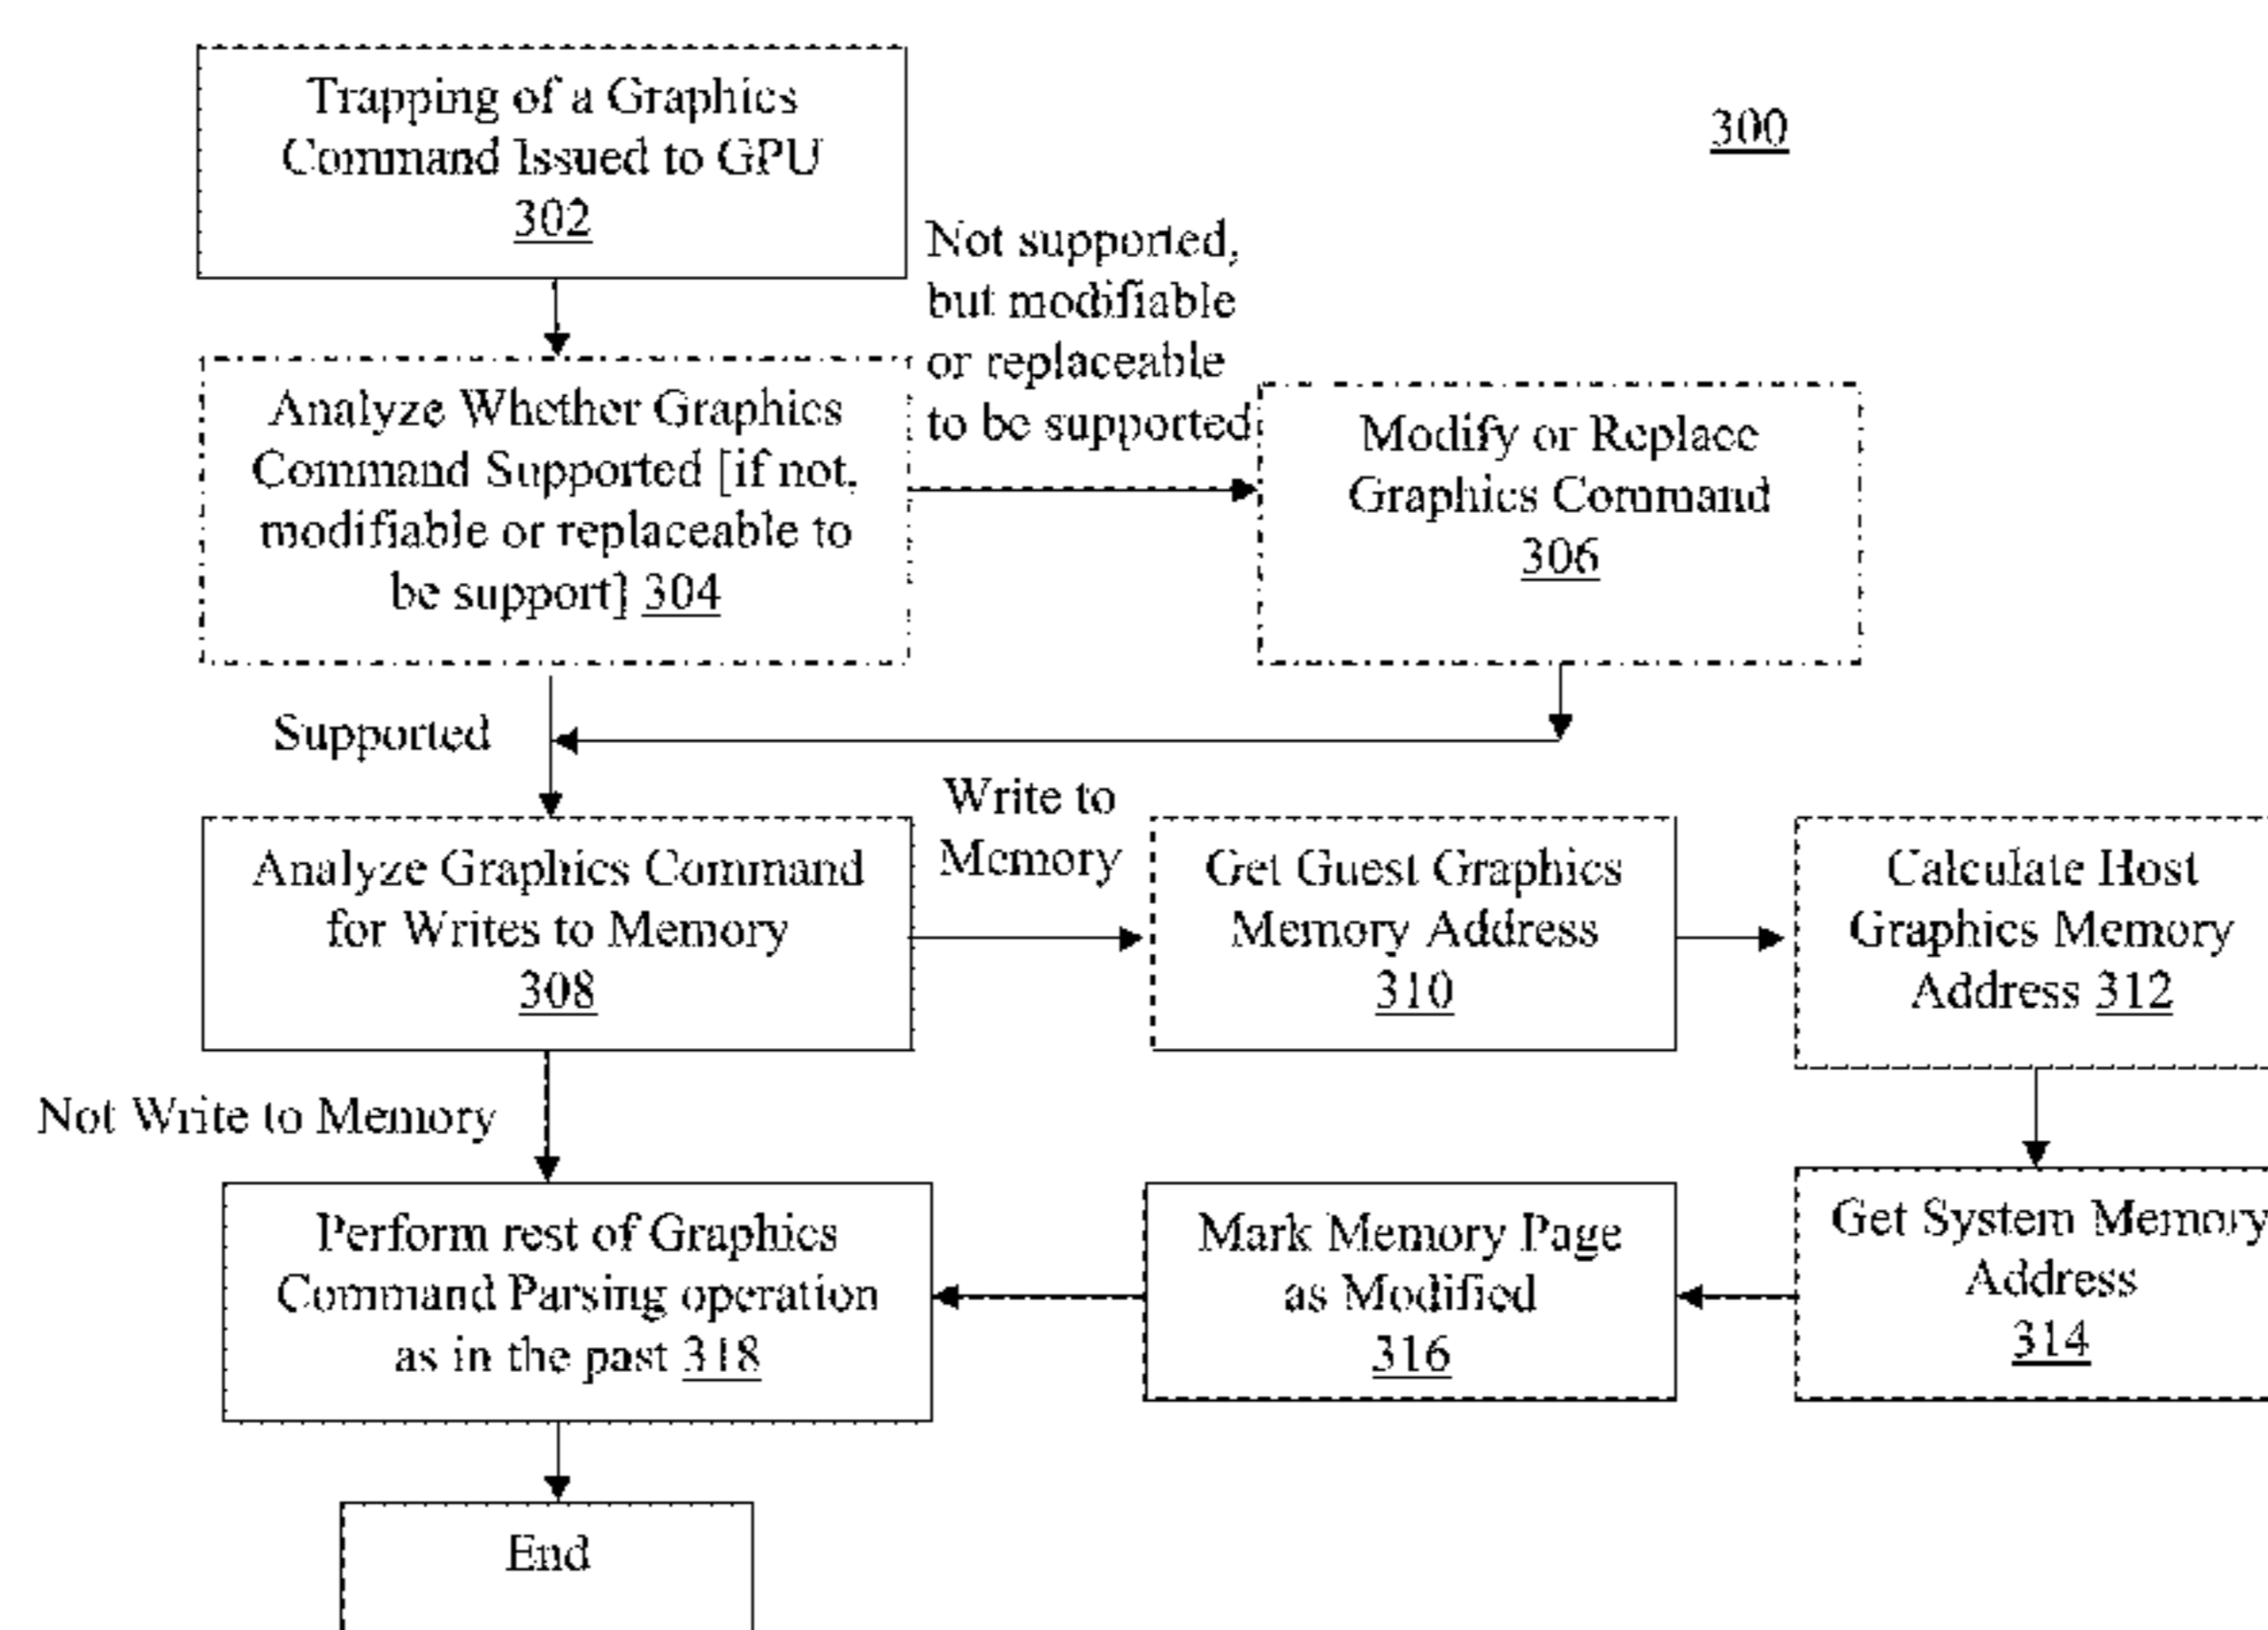 Trapping of a Graphics
Command Issued to GPU
302
300
Not supported,
but modifiable
or replaceable
to be supported
Analyze Whether Graphics
Command Supported [if not,
modifiable or replaceable to
be support] 304
Modify or Replace
Graphics Command
306
Supported
Write to
Memory
Analyze Graphics Command
for Writes to Memory
308
Get Guest Graphics
Memory Address
310
Calculate Host
Graphics Memory
Address 312
Not Write to Memory
Perform rest of Graphics
Command Parsing operation
as in the past 318
Mark Memory Page
as Modified
316
Get System Memory
Address
314
End